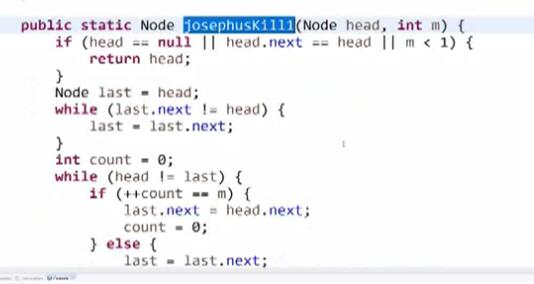 public static Node josephusKill1(Node head, int m) {
if (head == null || head.next == head || m < 1) {
return head;
}
Node last = head;
while (last.next != head) {
last = last.next;
}
int count = 0;
while (head != last) {
if (++count == m) {
last.next = head.next;
count = 0;
} else {
last = last.next;